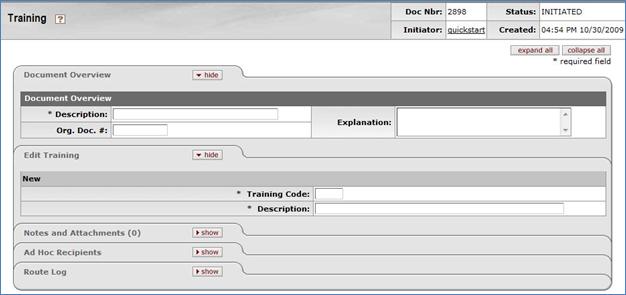 Training ?
Doc Nbr: 2898 Status: INITIATED
Initiator: quickstart Created: 04:54 PM 10/30/2009
expand all collapse all
* required field
Document Overview hide
Document Overview
* Description: Explanation:
Org. Doc. #:
Edit Training hide
New
* Training Code:
* Description:
Notes and Attachments (0) show
Ad Hoc Recipients show
Route Log show